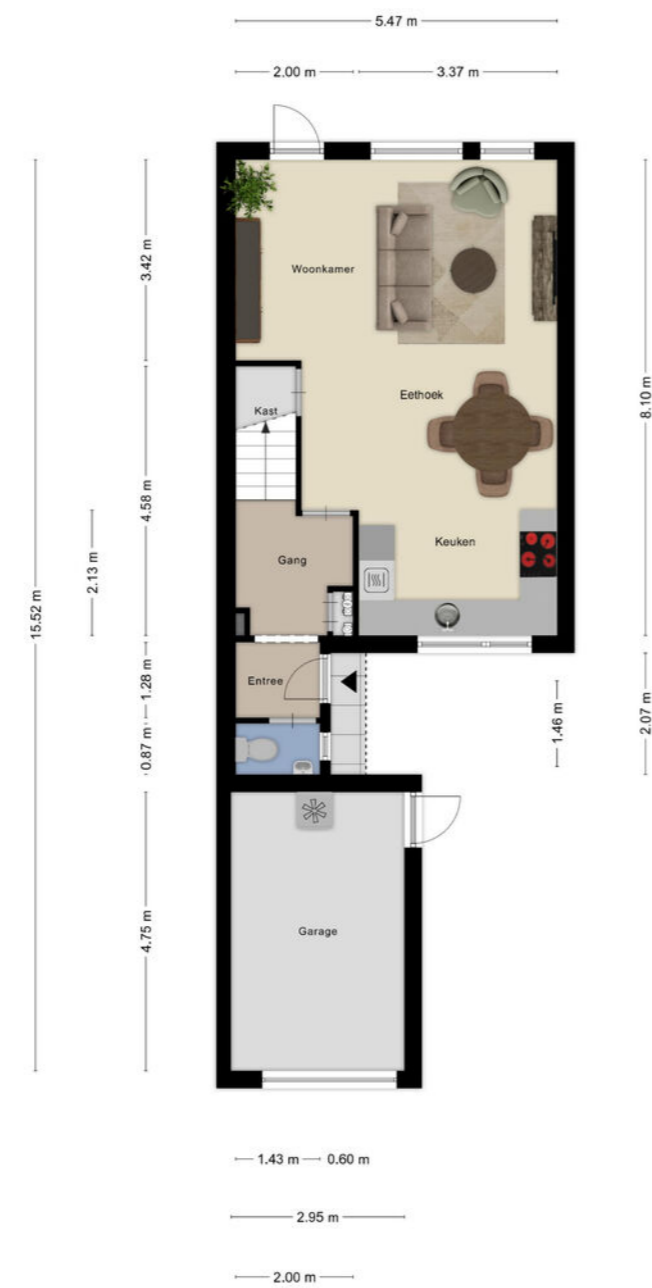 5.47 m
2.00 m
3.37 m
3.42 m
Woonkamer
8.10 m
Eethoek
Kast
4.58 m
Keuken
2.13 m
Gang
15.52 m
1.28 m
Entree
1.46 m
2.07 m
0.87 m
4.75 m
Garage
1.43 m
0.60 m
2.95 m
2.00 m